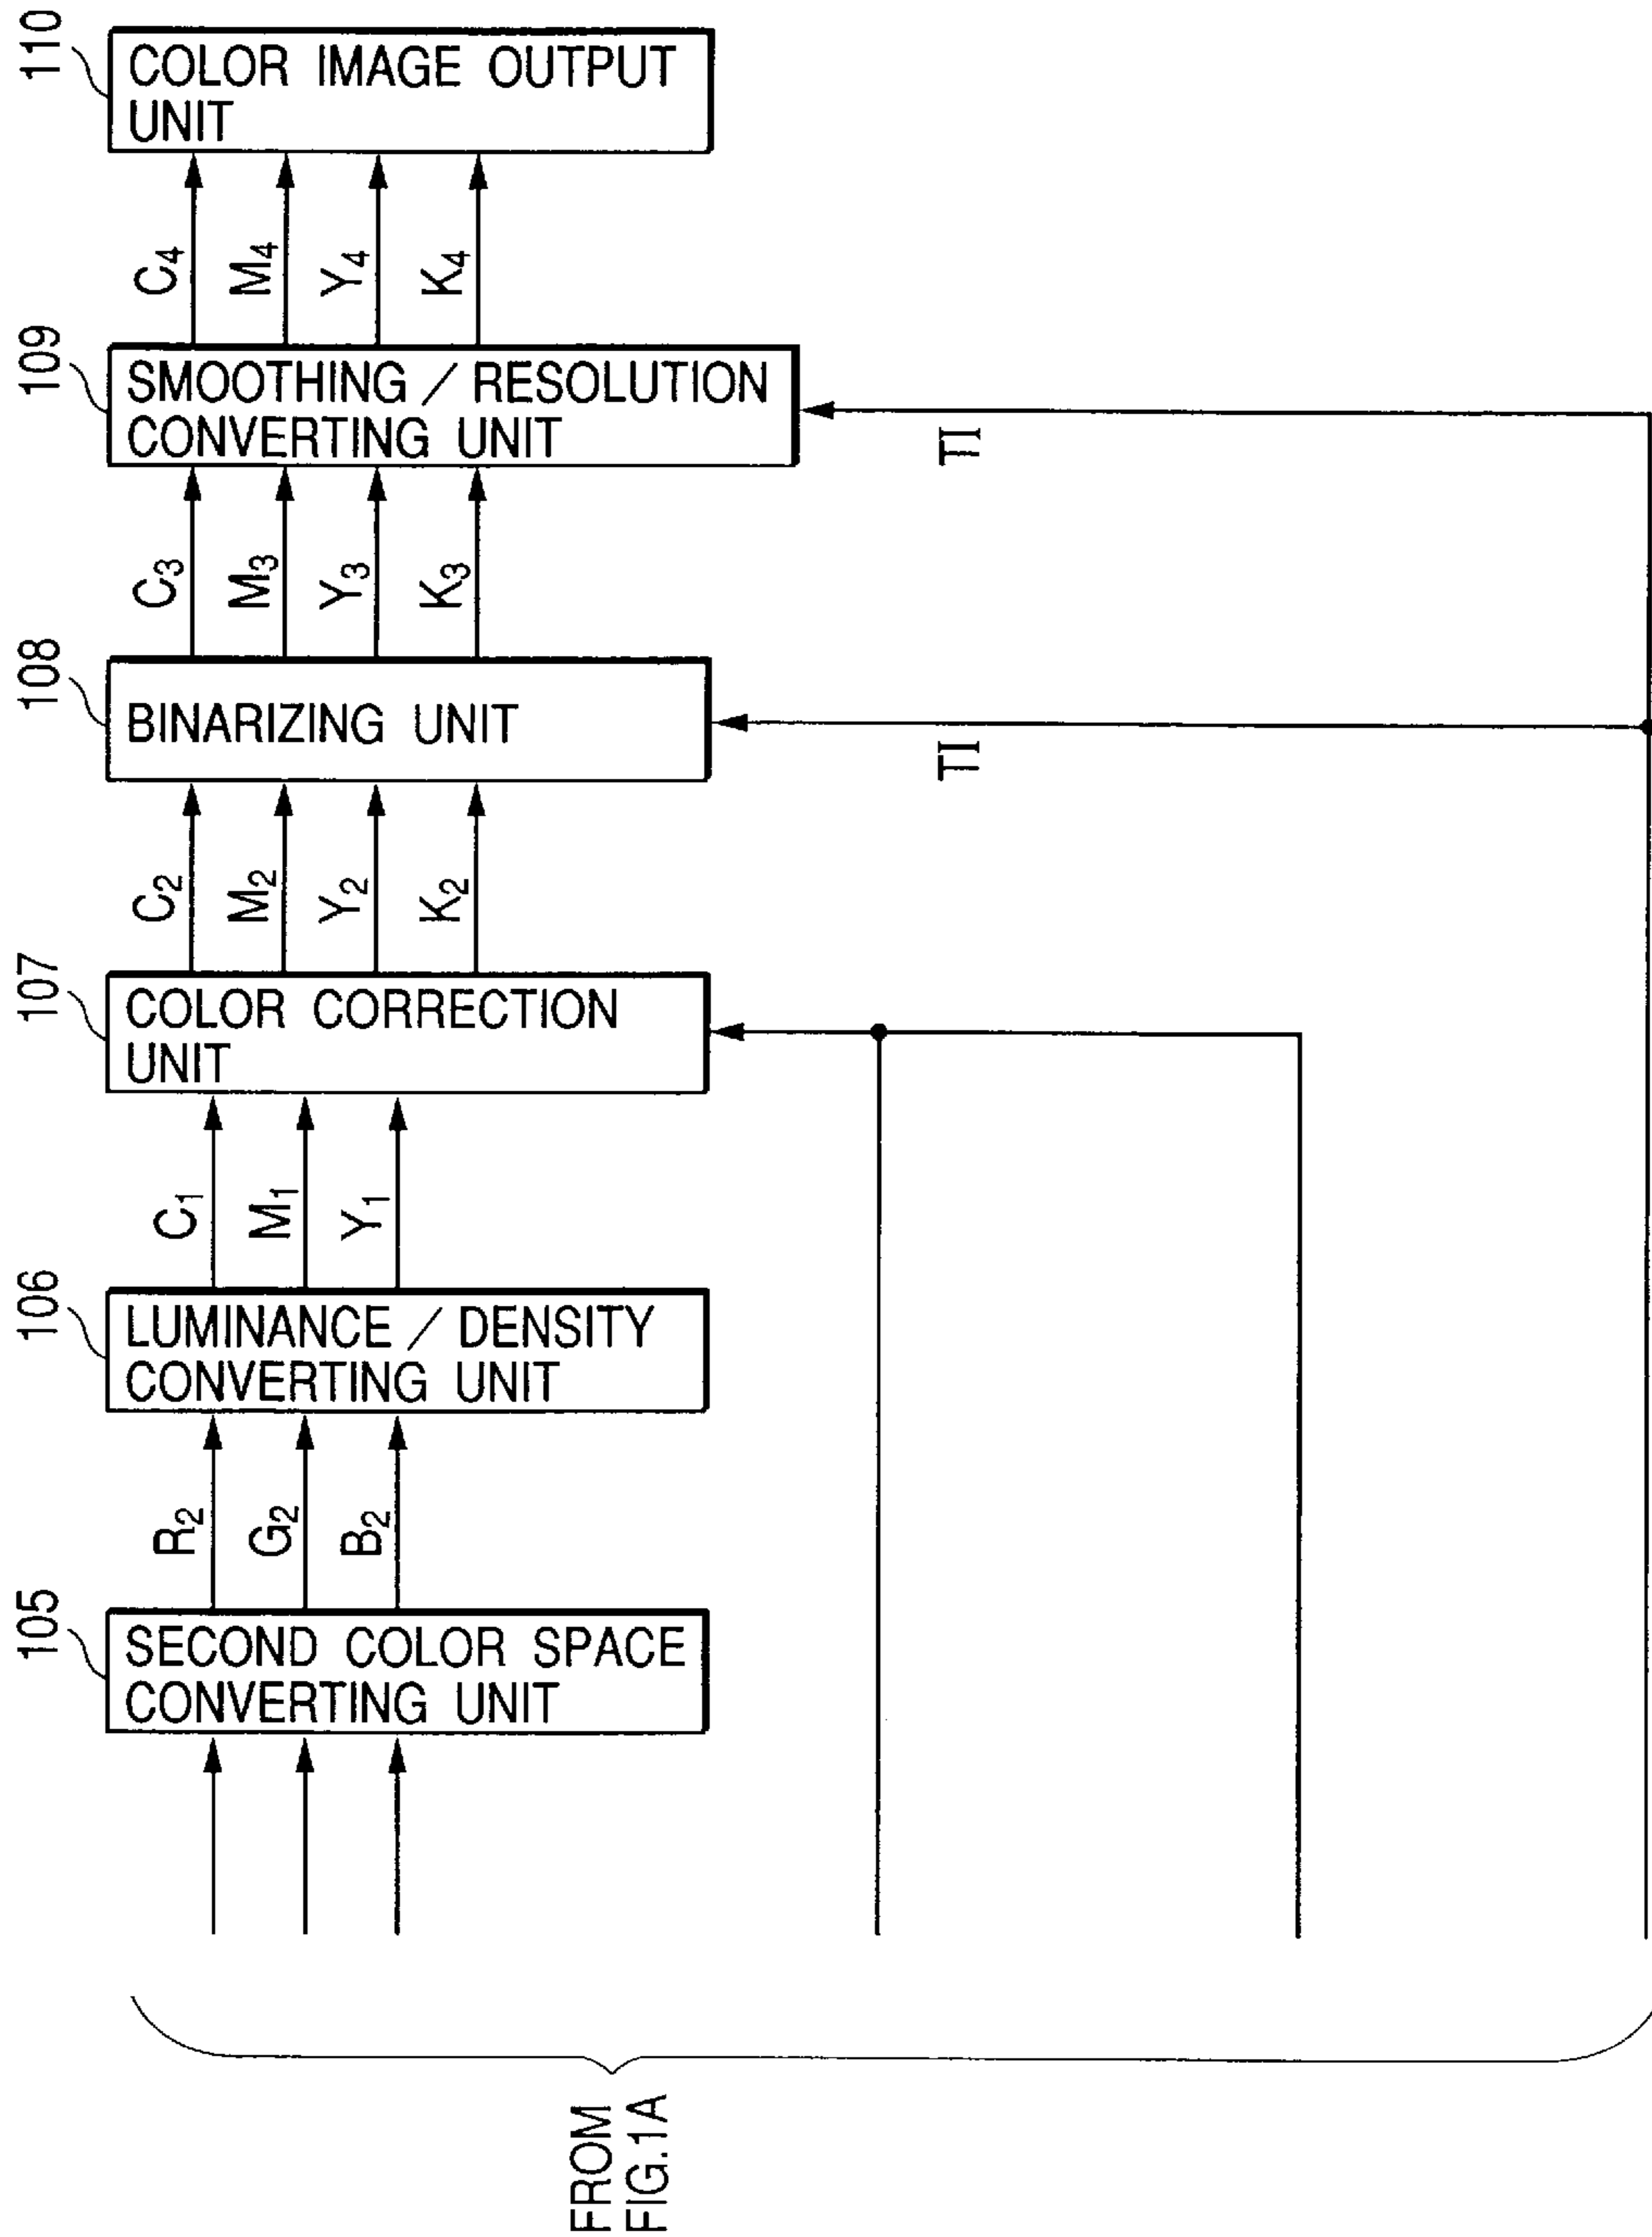 110
COLOR IMAGE OUTPUT
UNIT
C4
M4
Y4
K4
109
SMOOTHING / RESOLUTION
CONVERTING UNIT
TI
C3
M3
Y3
K3
108
BINARIZING UNIT
TI
C2
M2
Y2
K2
107
COLOR CORRECTION
UNIT
C1
M1
Y1
106
LUMINANCE / DENSITY
CONVERTING UNIT
R2
G2
B2
105
SECOND COLOR SPACE
CONVERTING UNIT
FROM
FIG.1A